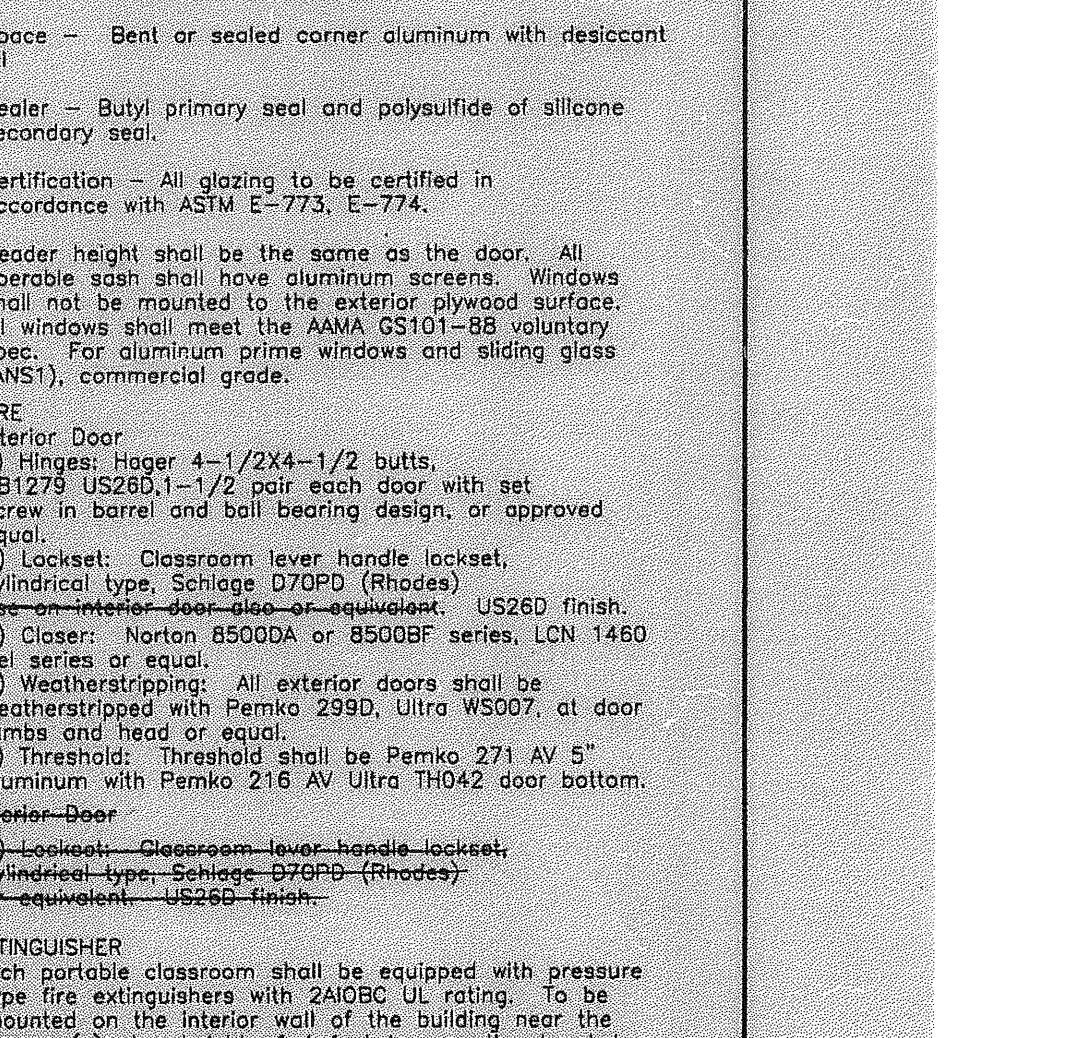 pace — Bent or sealed corner aluminum with desiccant
l
ealer — Butyl primary seal and polysulfide of silicone
econdary seal.
ertification — All glazing to be certified in
ccordance with ASTM E-773, E-774.
eader height shall be the same as the door. All
perable sash shall have aluminum screens. Windows
hall not be mounted to the exterior plywood surface.
l windows shall meet the AAMA GS101-88 voluntary
pec. For aluminum prime windows and sliding glass
ANS1), commercial grade.
RE
terior Door
) Hinges: Hager 4-1/2X4-1/2 butts,
B1279 US26D,1-1/2 pair each door with set
crew in barrel and ball bearing design, or approved
qual.
) Lockset: Classroom lever handle lockset,
ylindrical type, Schlage D70PD (Rhodes)
se on interior door also or equivalent. US26D finish.
) Closer: Norton 8500DA or 8500BF series, LCN 1460
el series or equal.
) Weatherstripping: All exterior doors shall be
eatherstripped with Pemko 299D, Ultra WS007, at door
ambs and head or equal.
) Threshold: Threshold shall be Pemko 271 AV 5"
luminum with Pemko 216 AV Ultra TH042 door bottom.
erior Door
) Lockset: Classroom lever handle lockset,
ylindrical type, Schlage D70PD (Rhodes)
equivalent. US26D finish.
TINGUISHER
ch portable classroom shall be equipped with pressure
ype fire extinguishers with 2AIOBC UL rating. To be
ounted on the interior wall of the building near the